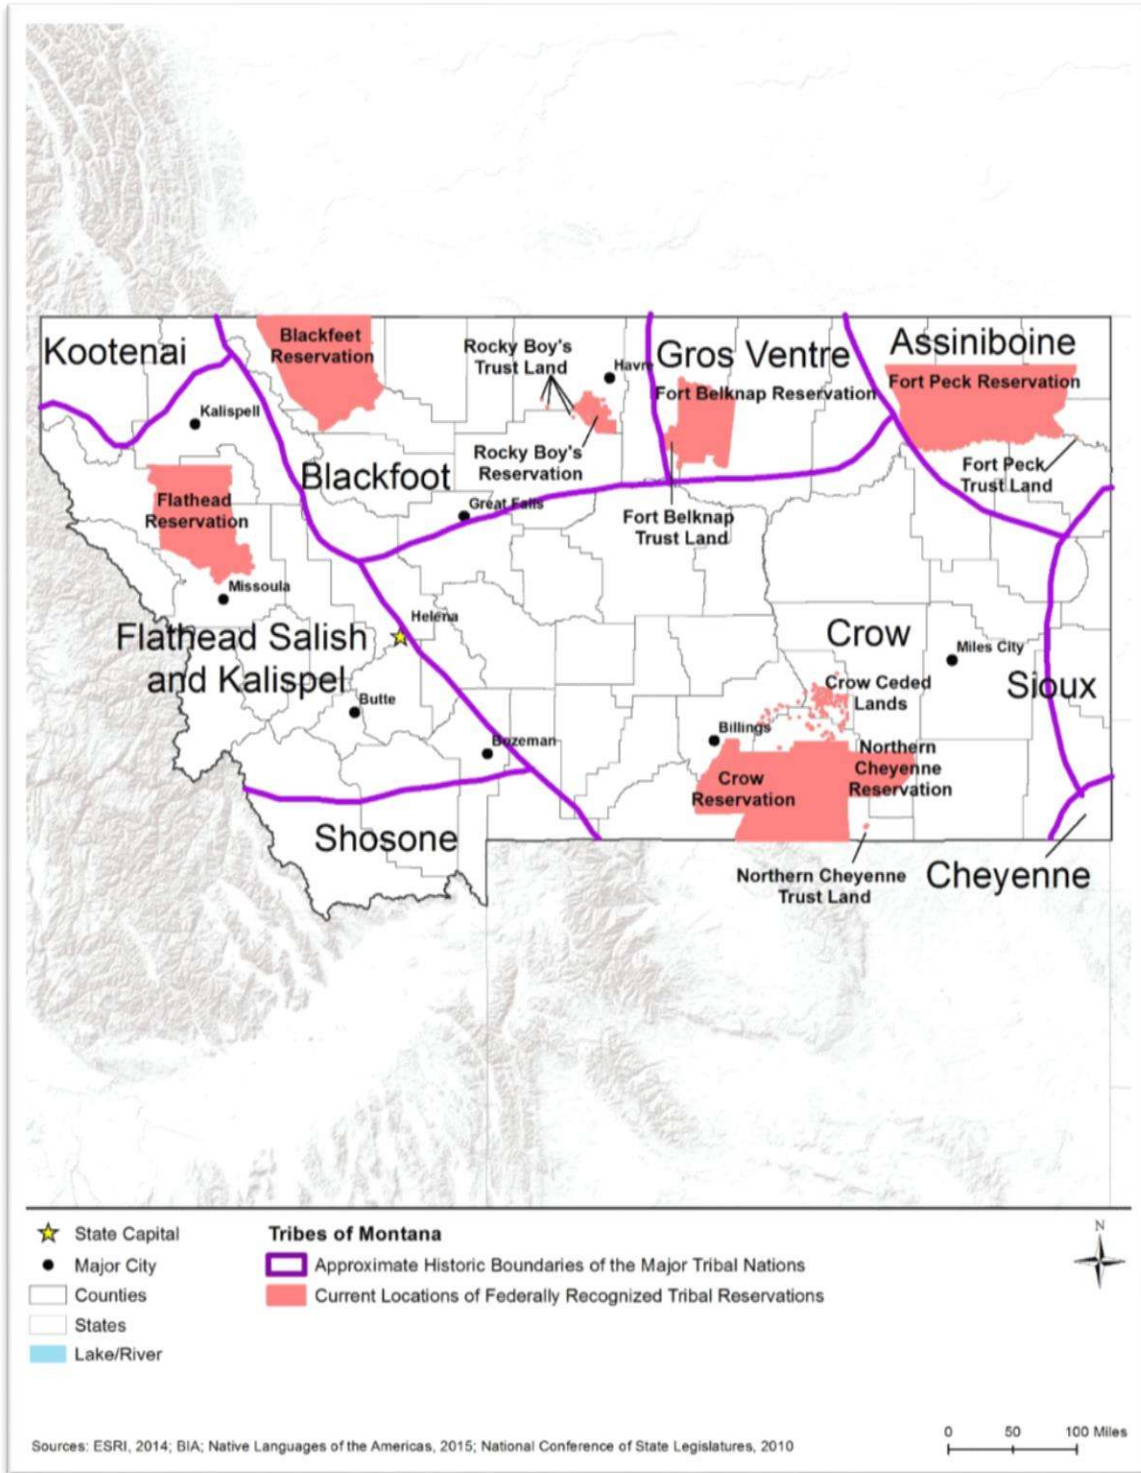 Kootenai
Blackfeet
Reservation
Rocky Boy's
Trust Land
Havre
Gros Ventre
Assiniboine
Fort Belknap Reservation
Fort Peck Reservation
Kalispell
Rocky Boy's
Reservation
Blackfoot
Fort Peck
Trust Land
Flathead
Reservation
Great Falls
Fort Belknap
Trust Land
Missoula
Helena
Flathead Salish
and Kalispel
Crow
Miles City
Sioux
Crow Ceded
Lands
Butte
Billings
Bozeman
Northern
Cheyenne
Reservation
Crow
Reservation
Shosone
Northern Cheyenne
Trust Land
Cheyenne
State Capital
Major City
Counties
States
Lake/River
Tribes of Montana
Approximate Historic Boundaries of the Major Tribal Nations
Current Locations of Federally Recognized Tribal Reservations
N
Sources: ESRI, 2014; BIA; Native Languages of the Americas, 2015; National Conference of State Legislatures, 2010
0 50 100 Miles